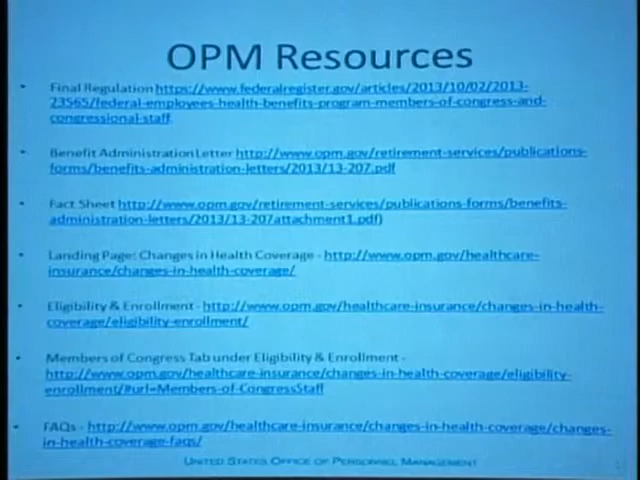 OPM Resources
• Final Regulation https://www.federalregister.gov/articles/2013/10/02/2013-
23565/federal-employees-health-benefits-program-members-of-congress-and-
congressional-staff
• Benefit Administration Letter http://www.opm.gov/retirement-services/publications-
forms/benefits-administration-letters/2013/13-207.pdf
• Fact Sheet http://www.opm.gov/retirement-services/publications-forms/benefits-
administration-letters/2013/13-207attachment1.pdf)
• Landing Page: Changes in Health Coverage - http://www.opm.gov/healthcare-
insurance/changes-in-health-coverage/
• Eligibility & Enrollment - http://www.opm.gov/healthcare-insurance/changes-in-health-
coverage/eligibility-enrollment/
• Members of Congress Tab under Eligibility & Enrollment -
http://www.opm.gov/healthcare-insurance/changes-in-health-coverage/eligibility-
enrollment/#url=Members-of-CongressStaff
• FAQs - http://www.opm.gov/healthcare-insurance/changes-in-health-coverage/changes-
in-health-coverage-faqs/
UNITED STATES OFFICE OF PERSONNEL MANAGEMENT